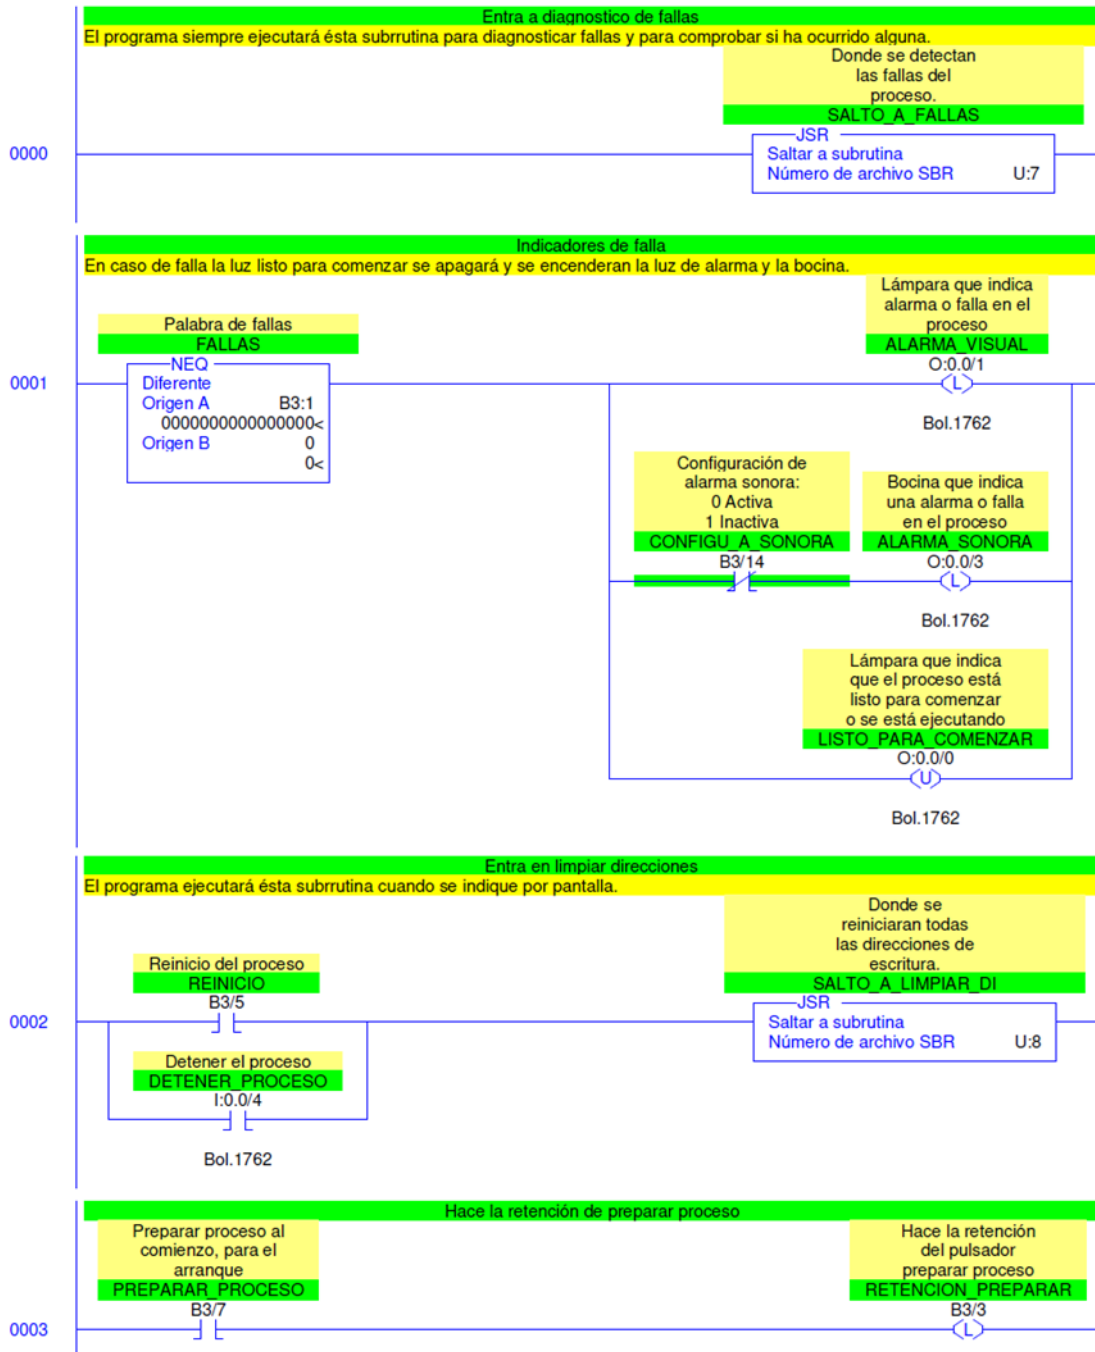 Entra a diagnostico de fallas
El programa siempre ejecutará ésta subrrutina para diagnosticar fallas y para comprobar si ha ocurrido alguna.
Donde se detectan
las fallas del
proceso.
SALTO_A_FALLAS
JSR
0000
Saltar a subrutina
Número de archivo SBR U:7
Indicadores de falla
En caso de falla la luz listo para comenzar se apagará y se encenderan la luz de alarma y la bocina.
Lámpara que indica
alarma o falla en el
proceso
ALARMA_VISUAL
O:0.0/1
Palabra de fallas
FALLAS
NEQ
0001
Diferente
Origen A B3:1
0000000000000000<
Origen B 0
0<
L
Bol.1762
Configuración de
alarma sonora:
0 Activa
1 Inactiva
CONFIGU_A_SONORA
B3/14
Bocina que indica
una alarma o falla
en el proceso
ALARMA_SONORA
O:0.0/3
L
Bol.1762
Lámpara que indica
que el proceso está
listo para comenzar
o se está ejecutando
LISTO_PARA_COMENZAR
O:0.0/0
U
Bol.1762
Entra en limpiar direcciones
El programa ejecutará ésta subrrutina cuando se indique por pantalla.
Donde se
reiniciaran todas
las direcciones de
escritura.
SALTO_A_LIMPIAR_DI
Reinicio del proceso
REINICIO
B3/5
0002
JSR
Saltar a subrutina
Número de archivo SBR U:8
Detener el proceso
DETENER_PROCESO
I:0.0/4
Bol.1762
Hace la retención de preparar proceso
Preparar proceso al
comienzo, para el
arranque
PREPARAR_PROCESO
B3/7
0003
Hace la retención
del pulsador
preparar proceso
RETENCION_PREPARAR
B3/3
L